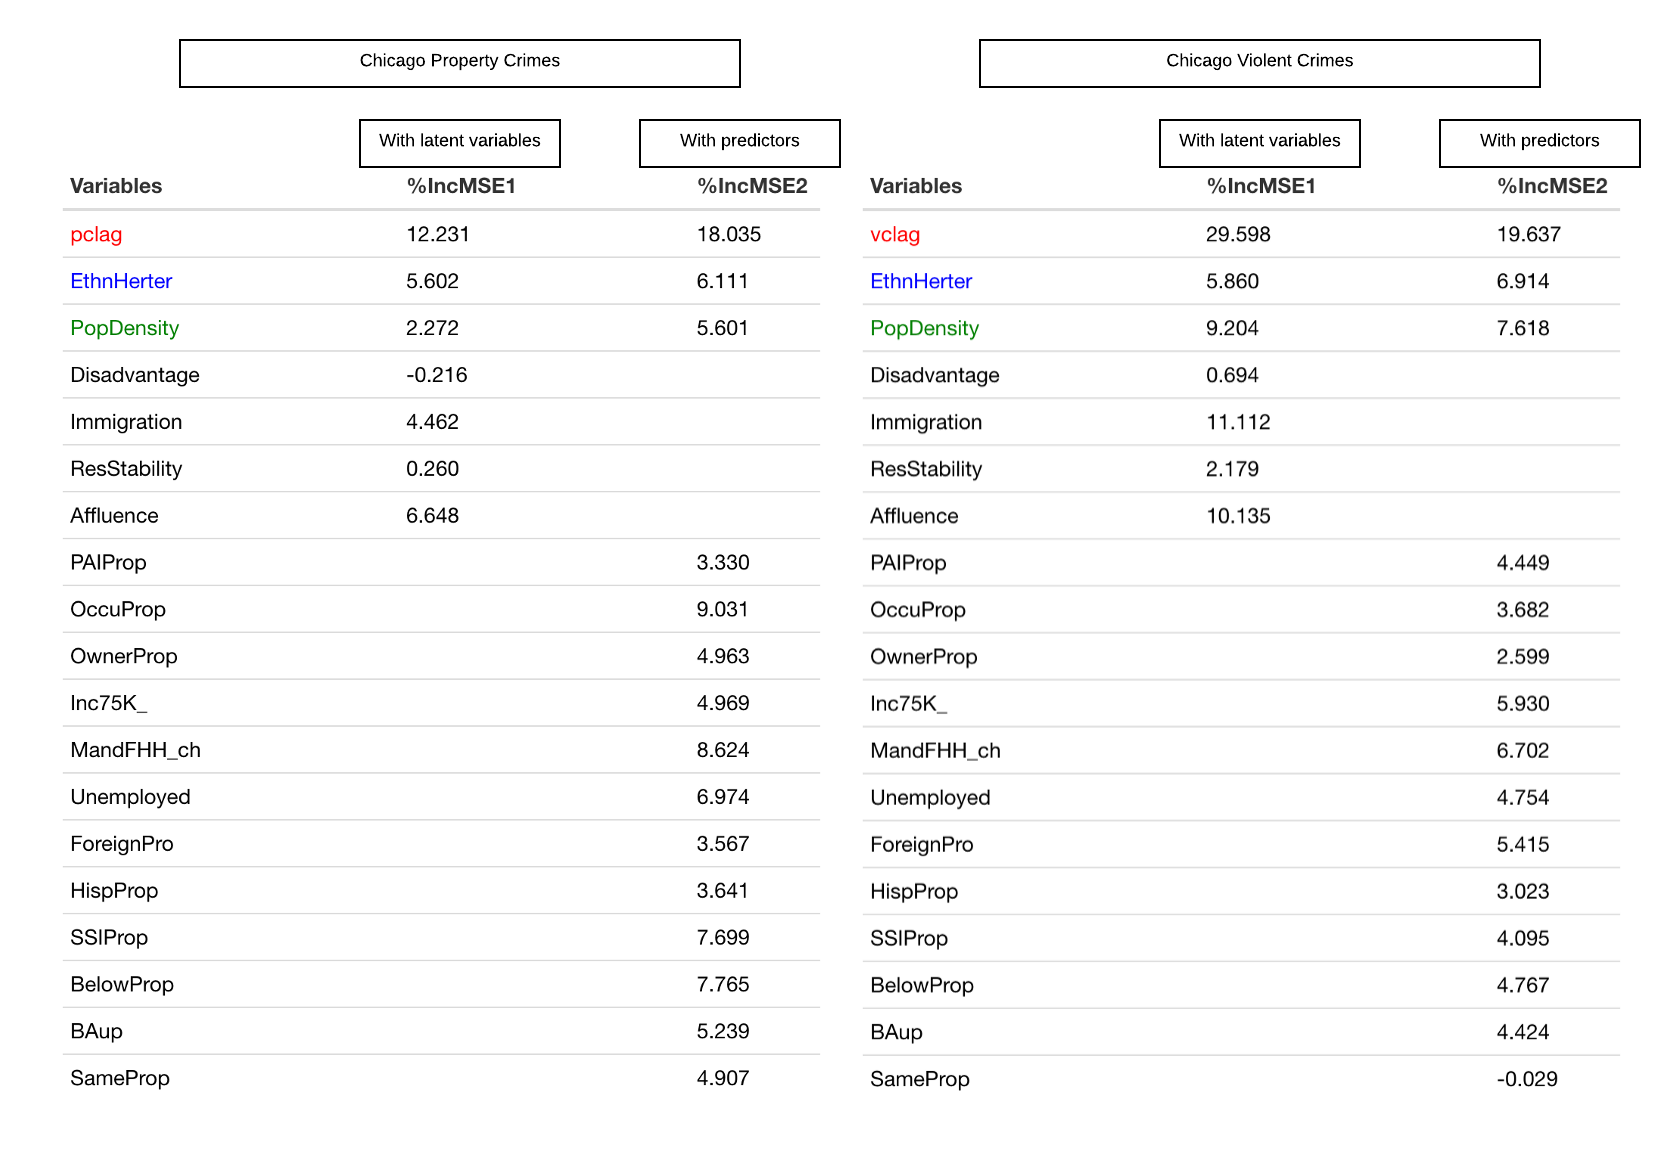 Chicago Property Crimes
With latent variables With predictors
Variables %IncMSE1 %IncMSE2
pclag 12.231 18.035
EthnHerter 5.602 6.111
PopDensity 2.272 5.601
Disadvantage -0.216
Immigration 4.462
ResStability 0.260
Affluence 6.648
PAIProp 3.330
OccuProp 9.031
OwnerProp 4.963
Inc75K_ 4.969
MandFHH_ch 8.624
Unemployed 6.974
ForeignPro 3.567
HispProp 3.641
SSIProp 7.699
BelowProp 7.765
BAup 5.239
SameProp 4.907
Chicago Violent Crimes
With latent variables With predictors
Variables %IncMSE1 %IncMSE2
vclag 29.598 19.637
EthnHerter 5.860 6.914
PopDensity 9.204 7.618
Disadvantage 0.694
Immigration 11.112
ResStability 2.179
Affluence 10.135
PAIProp 4.449
OccuProp 3.682
OwnerProp 2.599
Inc75K_ 5.930
MandFHH_ch 6.702
Unemployed 4.754
ForeignPro 5.415
HispProp 3.023
SSIProp 4.095
BelowProp 4.767
BAup 4.424
SameProp -0.029